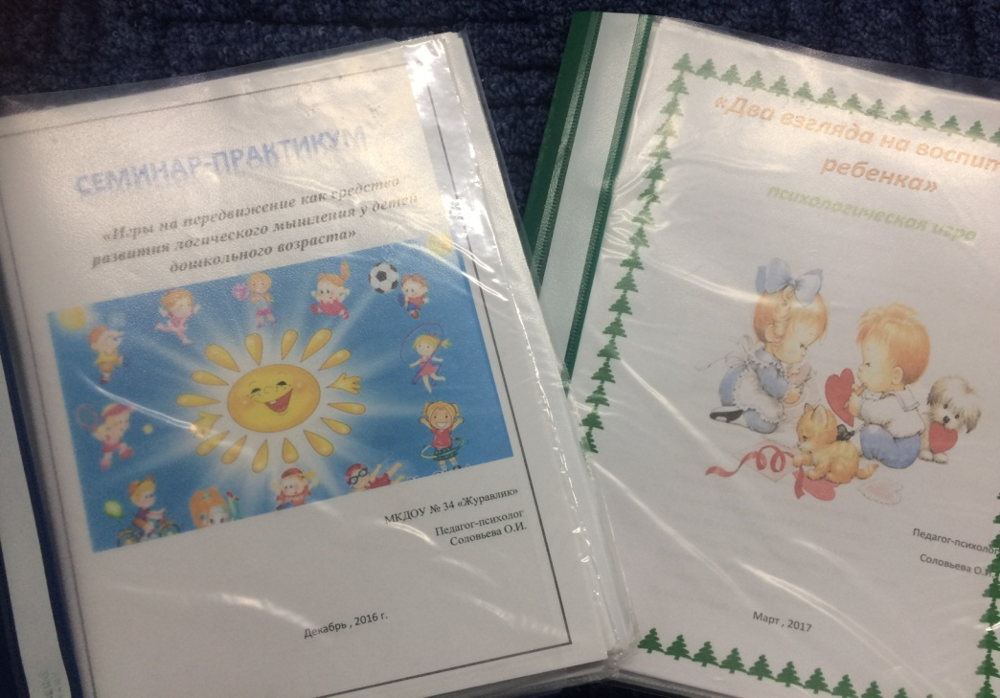 СЕМИНАР-ПРАКТИКУМ
«Игры на передвижение как средство
развития логического мышления у детей
дошкольного возраста»
МКДОУ № 34 «Журавлик»
Педагог-психолог
Соловьева О.И.
Декабрь , 2016 г.
«Два взгляда на воспит
ребенка»
психологическая игра
Педагог-психолог
Соловьева О.И.
Март , 2017